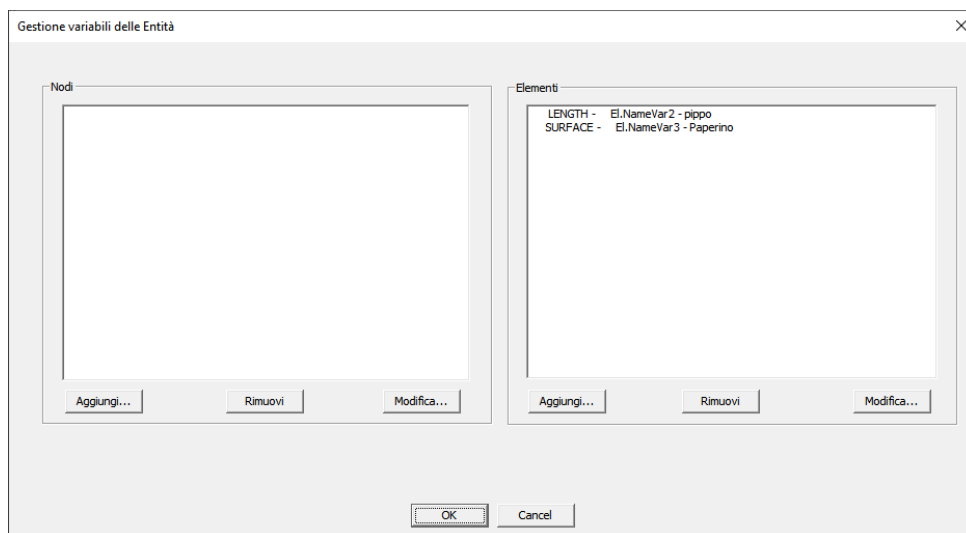 Gestione variabili delle Entità
Nodi
Aggiungi...
Rimuovi
Modifica...
Elementi
LENGTH - El.NameVar2 - pippo
SURFACE - El.NameVar3 - Paperino
Aggiungi...
Rimuovi
Modifica...
OK
Cancel